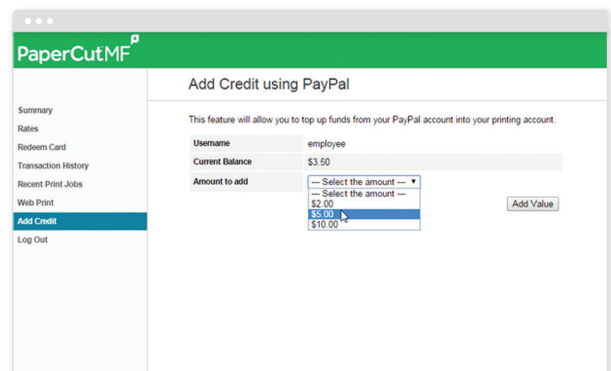 PaperCutMF
Add Credit using PayPal
Summary
Rates
Redeem Card
Transaction History
Recent Print Jobs
Web Print
Add Credit
Log Out
This feature will allow you to top up funds from your PayPal account into your printing account.
Username employee
Current Balance $3.50
Amount to add --- Select the amount ---
--- Select the amount ---
$2.00
$5.00
$10.00
Add Value